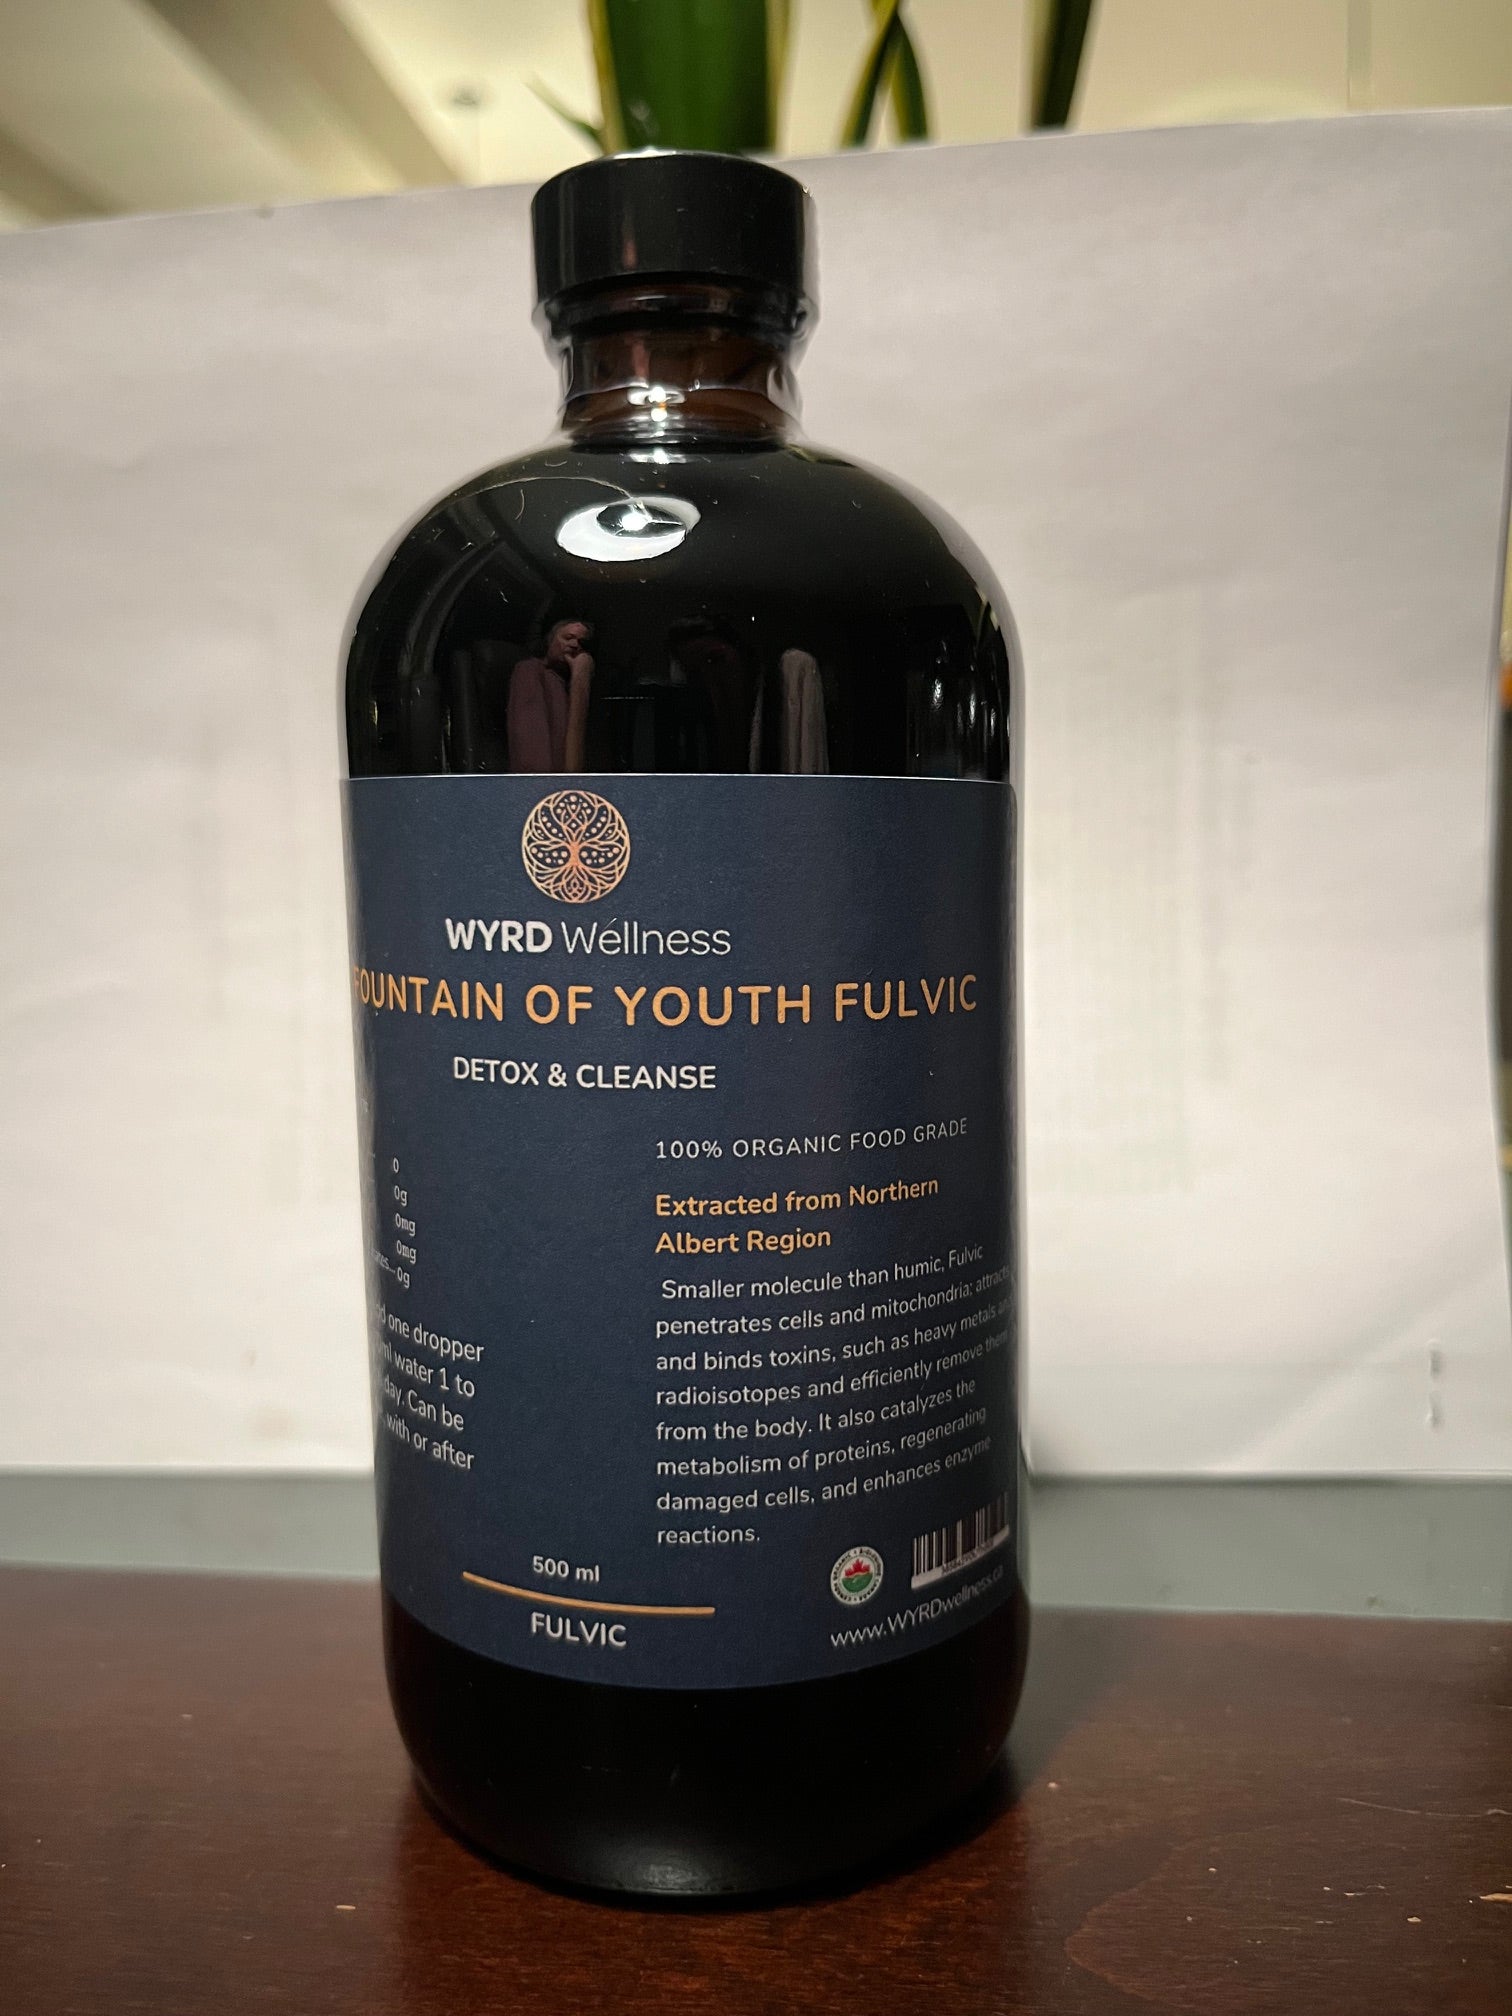 WYRD Wéllness
FOUNTAIN OF YOUTH FULVIC
DETOX & CLEANSE
0
0g
0mg
0mg
0g
one dropper
water 1 to
day. Can be
with or after
100% ORGANIC FOOD GRADE
Extracted from Northern
Albert Region
Smaller molecule than humic, Fulvic
penetrates cells and mitochondria; attracts
and binds toxins, such as heavy metals and
radioisotopes and efficiently remove them
from the body. It also catalyzes the
metabolism of proteins, regenerating
damaged cells, and enhances enzyme
reactions.
500 ml
FULVIC
www.WYRDwellness.ca